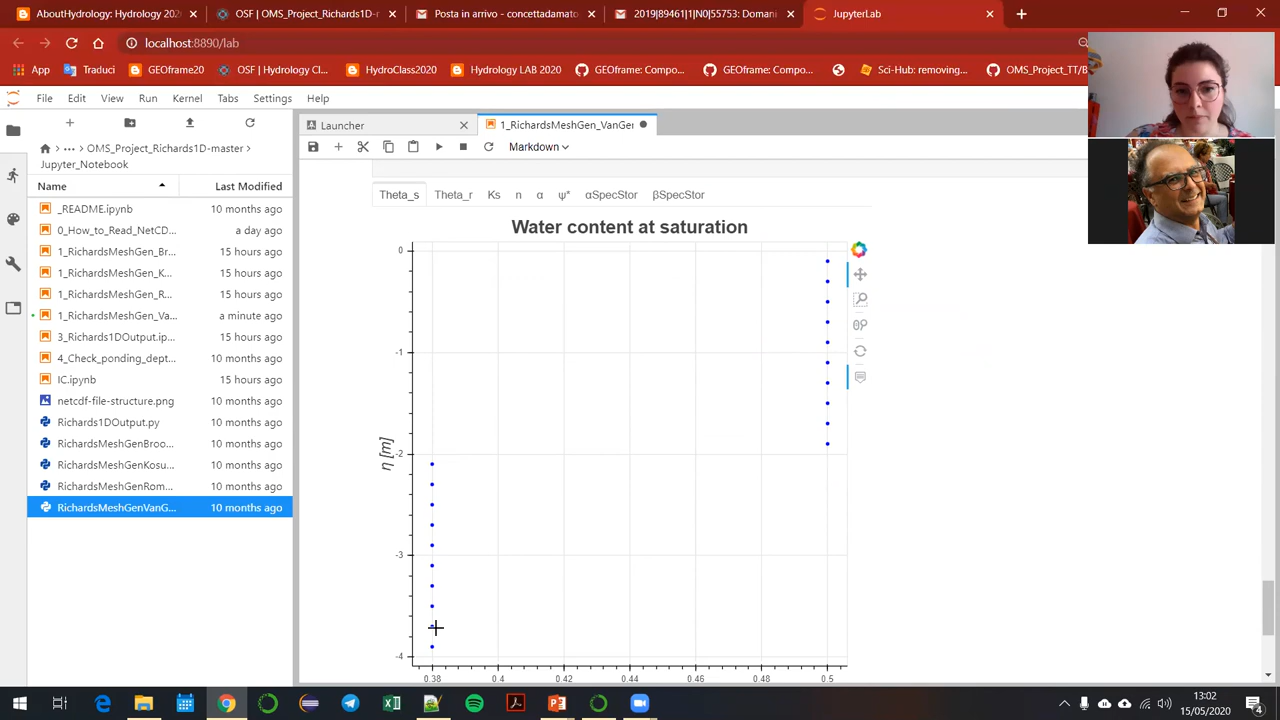 AboutHydrology: Hydrology 202
OSF | OMS_Project_Richards1D-m
Posta in arrivo - concettadamato
2019|89461|1|N0|55753: Domani
JupyterLab
localhost:8890/lab
App
Traduci
GEOframe2020
OSF | Hydrology Cl...
HydroClass2020
Hydrology LAB 2020
GEOframe: Compo...
GEOframe: Compo...
Sci-Hub: removing...
OMS_Project_TT/B
File
Edit
View
Run
Kernel
Tabs
Settings
Help
Launcher
1_RichardsMeshGen_VanGen
... > OMS_Project_Richards1D-master >
Jupyter_Notebook
Markdown
Name
Last Modified
_README.ipynb 10 months ago
0_How_to_Read_NetCD... a day ago
1_RichardsMeshGen_Br... 15 hours ago
1_RichardsMeshGen_K... 15 hours ago
1_RichardsMeshGen_R... 15 hours ago
1_RichardsMeshGen_Va... a minute ago
3_Richards1DOutput.ip... 15 hours ago
4_Check_ponding_dept... 10 months ago
IC.ipynb 15 hours ago
netcdf-file-structure.png 10 months ago
Richards1DOutput.py 10 months ago
RichardsMeshGenBroo... 10 months ago
RichardsMeshGenKosu... 10 months ago
RichardsMeshGenRom... 10 months ago
RichardsMeshGenVanG... 10 months ago
Theta_s
Theta_r
Ks
n
α
ψ*
αSpecStor
βSpecStor
Water content at saturation
η [m]
0
-1
-2
-3
-4
0.38
0.4
0.42
0.44
0.46
0.48
0.5
13:02
15/05/2020
4